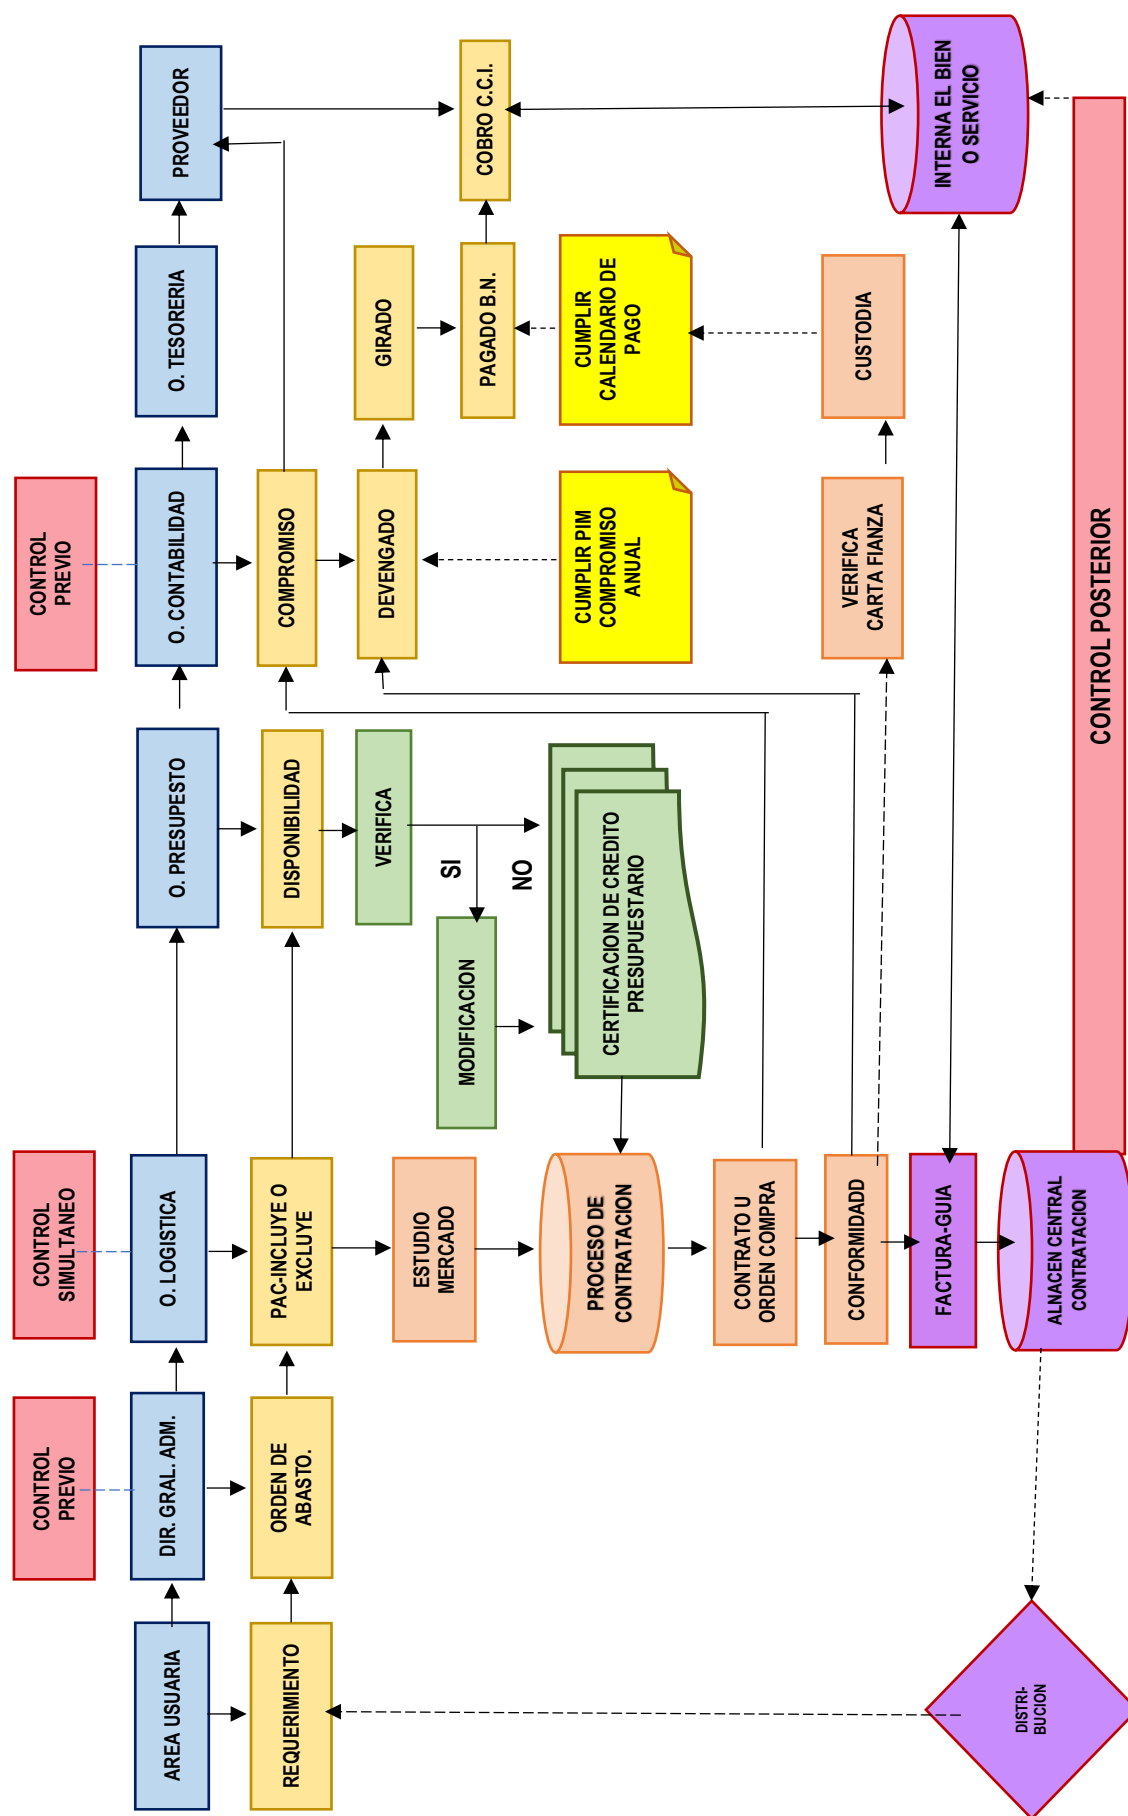 CONTROL
PREVIO
CONTROL
SIMULTANEO
CONTROL
PREVIO
AREA USUARIA
DIR. GRAL. ADM.
O. LOGISTICA
O. PRESUPESTO
O. CONTABILIDAD
O. TESORERIA
PROVEEDOR
REQUERIMIENTO
ORDEN DE
ABASTO.
PAC-INCLUYE O
EXCLUYE
DISPONIBILIDAD
COMPROMISO
VERIFICA
DEVENGADO
GIRADO
ESTUDIO
MERCADO
MODIFICACION
SI
NO
PAGADO B.N.
COBRO C.C.I.
PROCESO DE
CONTRATACION
CERTIFICACION DE CREDITO
PRESUPUESTARIO
CUMPLIR PIM
COMPROMISO
ANUAL
CUMPLIR
CALENDARIO DE
PAGO
CONTRATO U
ORDEN COMPRA
CONFORMIDADD
VERIFICA
CARTA FIANZA
CUSTODIA
FACTURA-GUIA
INTERNA EL BIEN
O SERVICIO
DISTRI-
BUCION
ALNACEN CENTRAL
CONTRATACION
CONTROL POSTERIOR